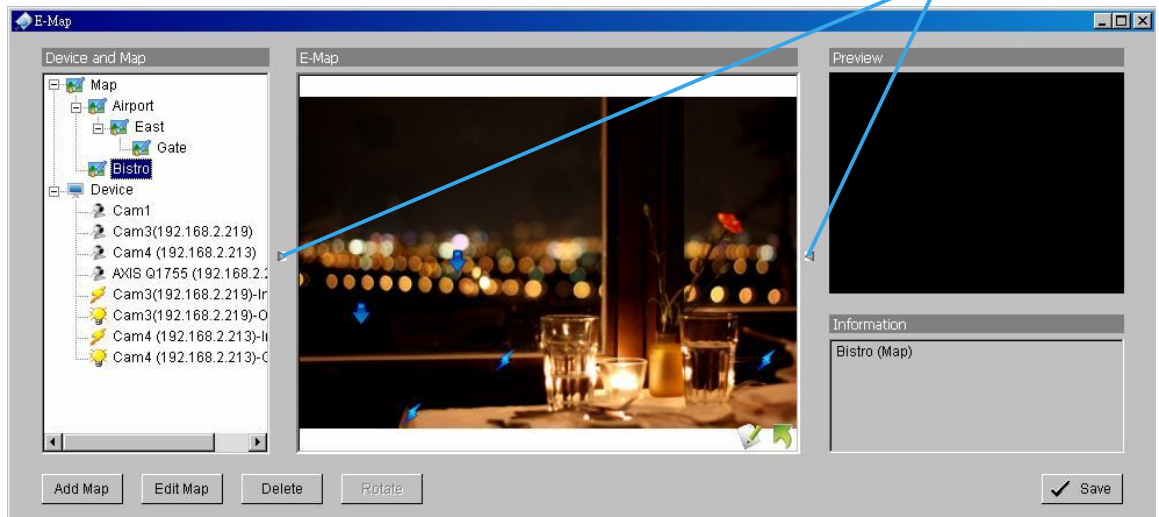 E-Map
Device and Map
Map
Airport
East
Gate
Bistro
Device
Cam1
Cam3(192.168.2.219)
Cam4 (192.168.2.213)
AXIS Q1755 (192.168.2.2
Cam3(192.168.2.219)-In
Cam3(192.168.2.219)-O
Cam4 (192.168.2.213)-In
Cam4 (192.168.2.213)-O
E-Map
Preview
Information
Bistro (Map)
Add Map
Edit Map
Delete
Rotate
Save